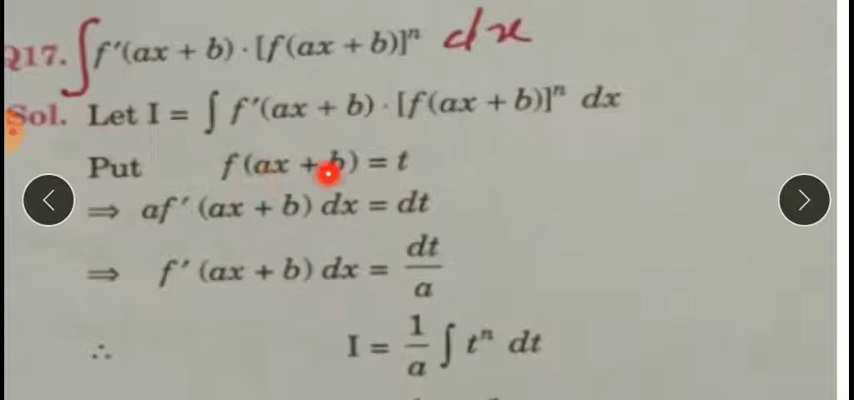 Q17. ∫f′(ax + b) · [f(ax + b)]ⁿ dx
Sol. Let I = ∫ f′(ax + b) · [f(ax + b)]ⁿ dx
Put f(ax + b) = t
⇒ af′ (ax + b) dx = dt
⇒ f′ (ax + b) dx = dt/a
∴ I = 1/a ∫ tⁿ dt